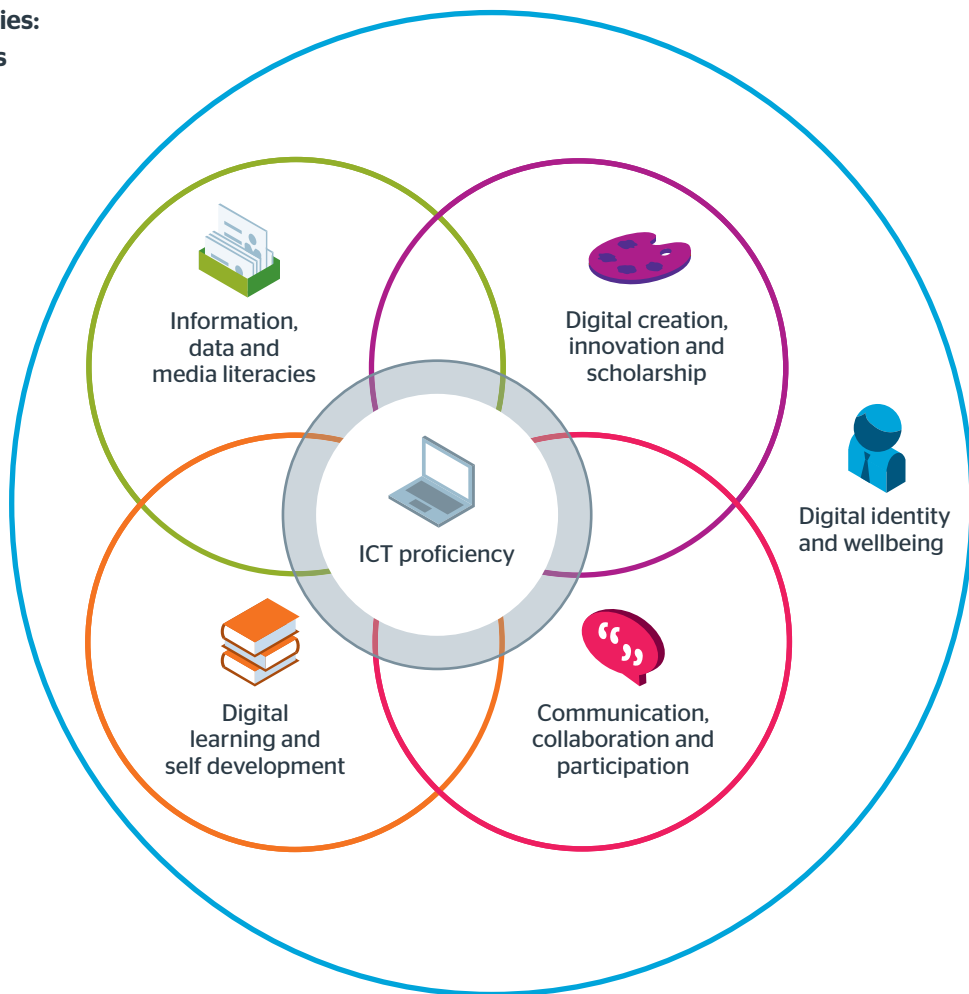 ies:
s
Information,
data and
media literacies
Digital creation,
innovation and
scholarship
ICT proficiency
Digital identity
and wellbeing
Digital
learning and
self development
Communication,
collaboration and
participation